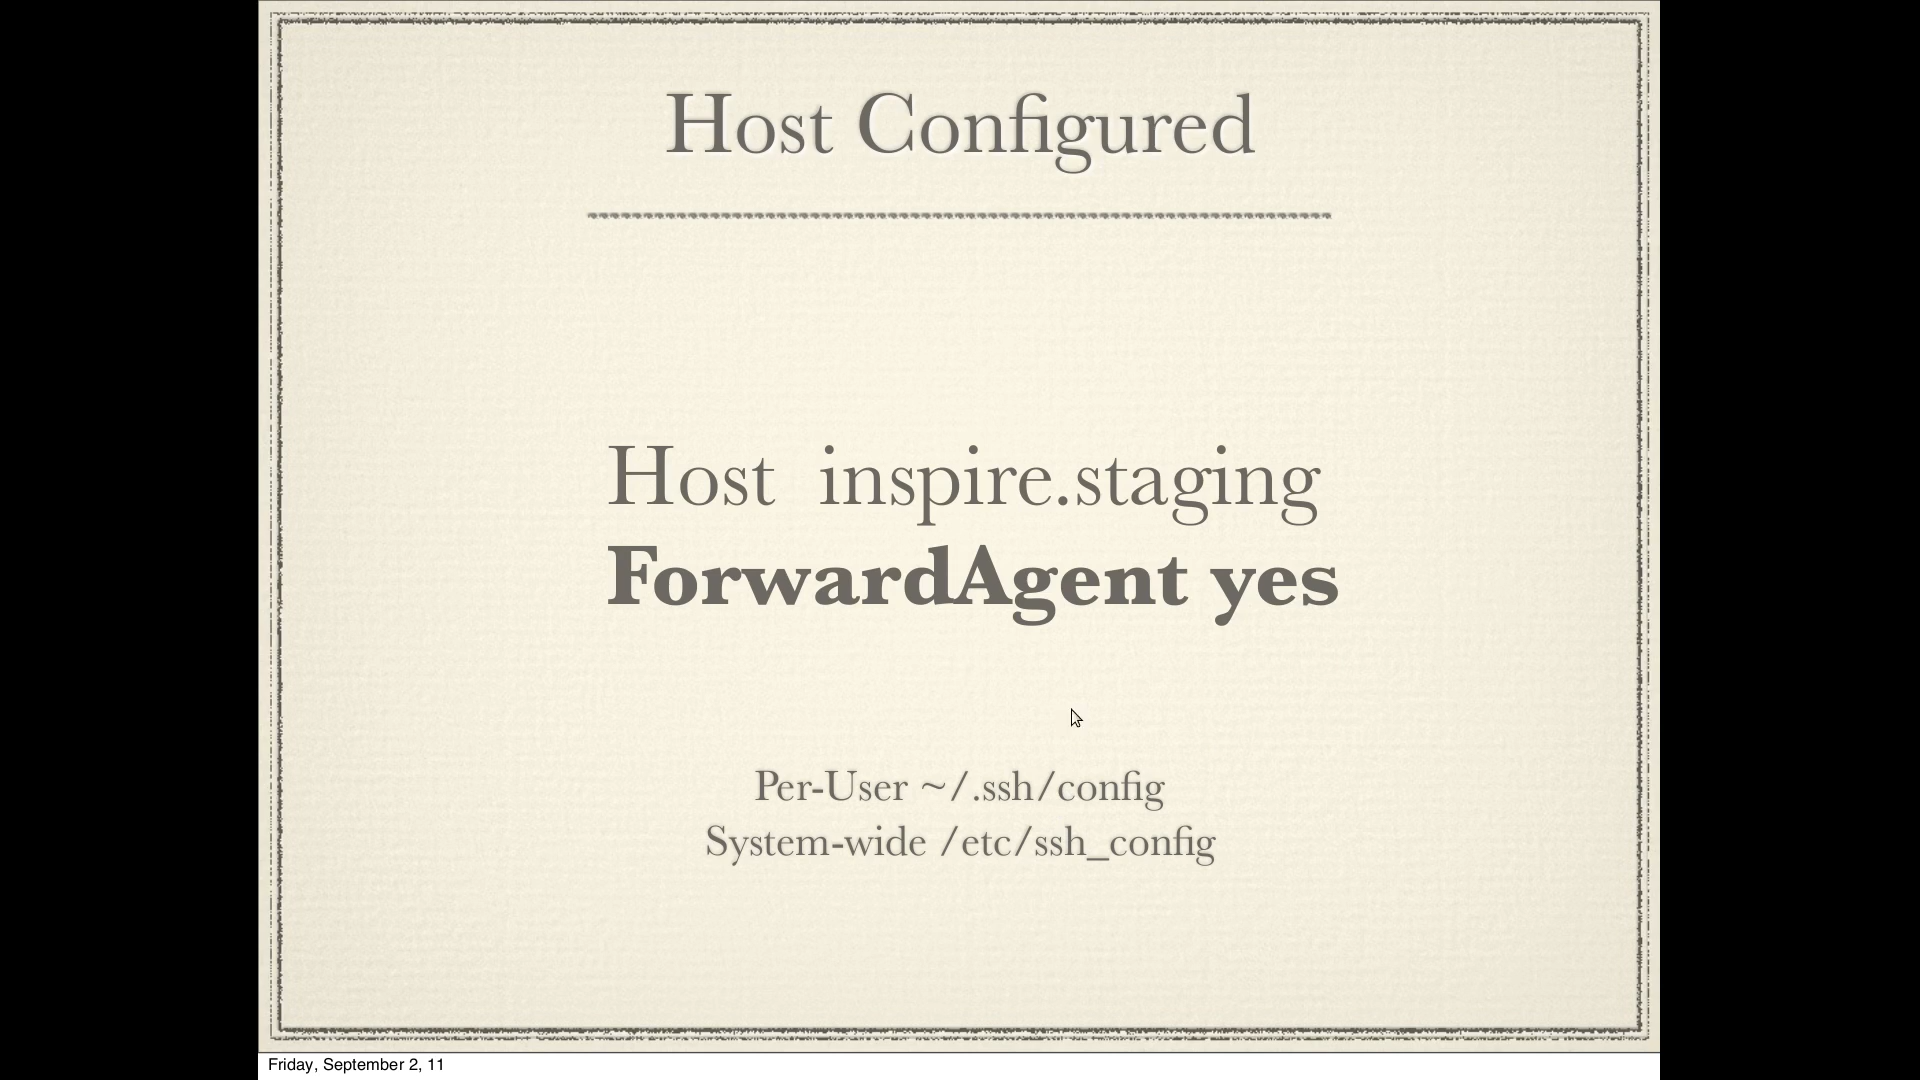 Host Configured
Host  inspire.staging
ForwardAgent yes
Per-User ~/.ssh/config
System-wide /etc/ssh_config
Friday, September 2, 11